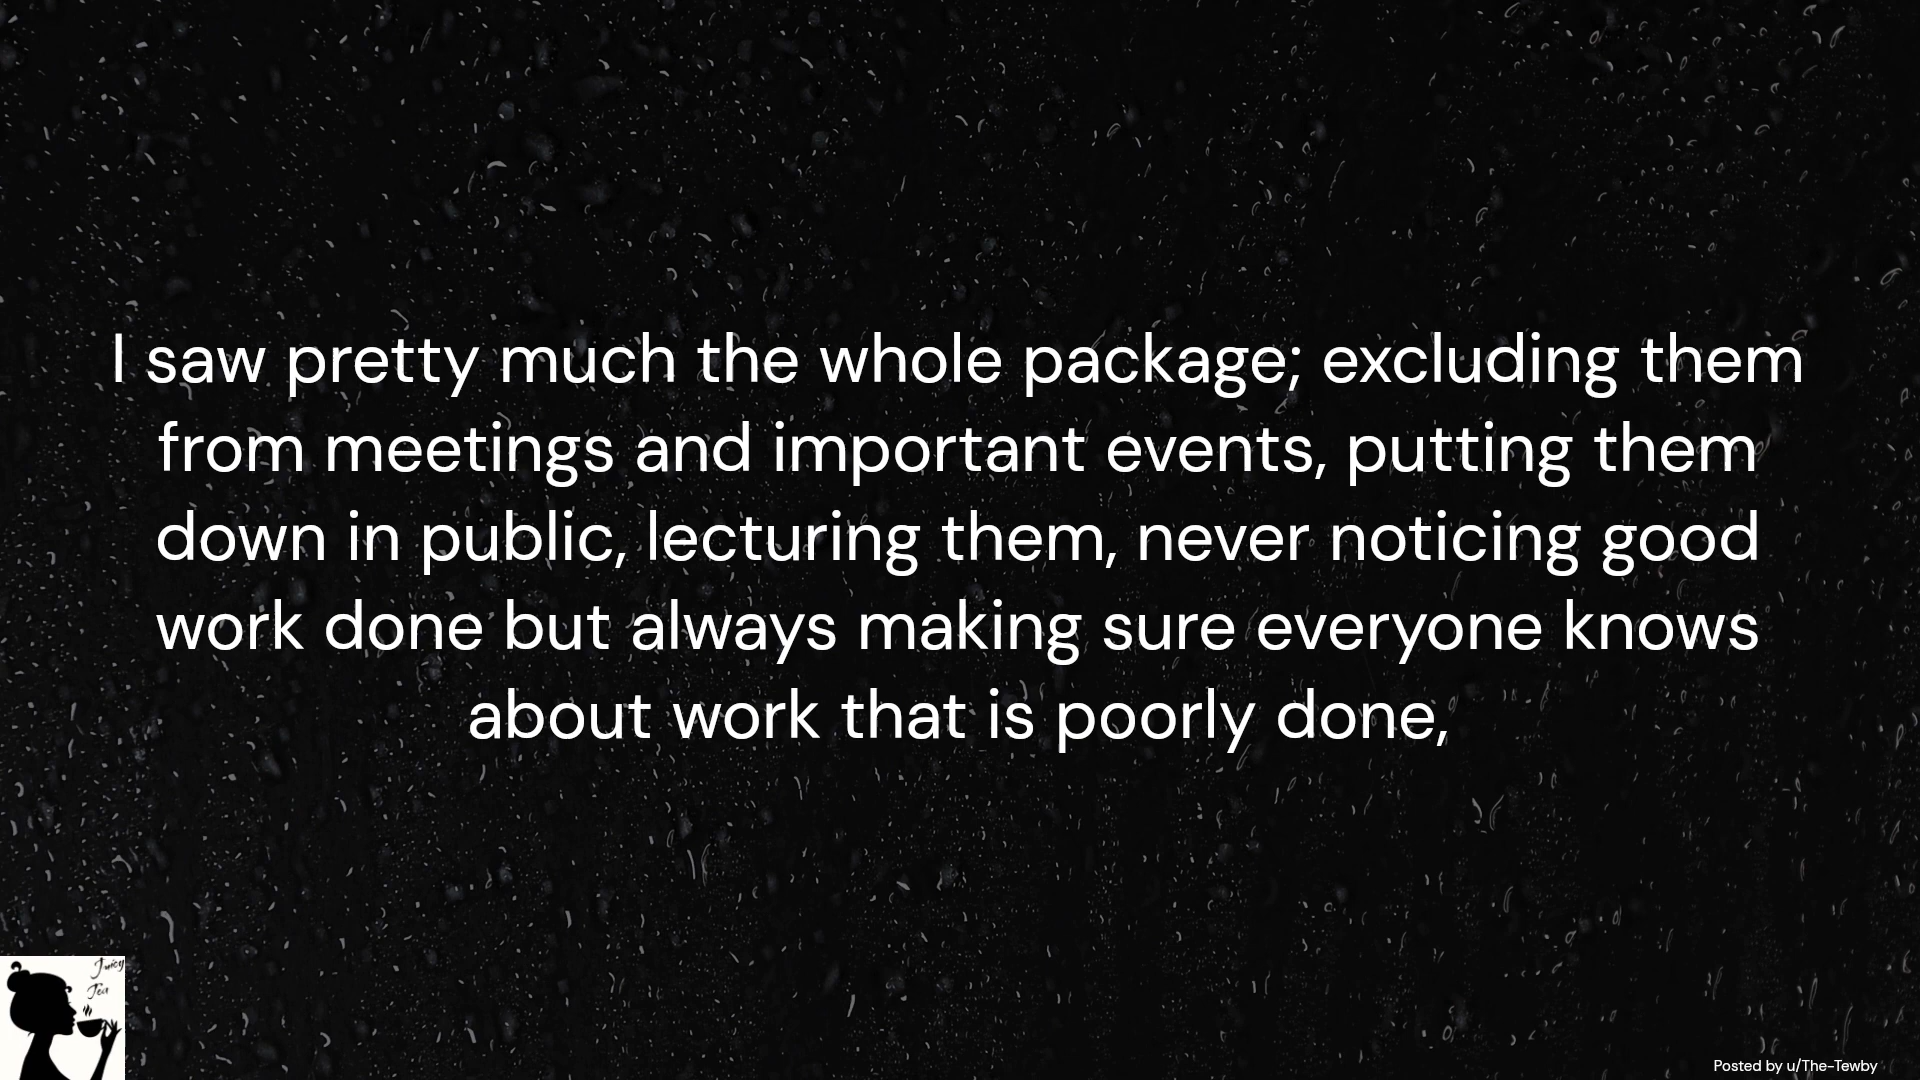 I saw pretty much the whole package; excluding them
from meetings and important events, putting them
down in public, lecturing them, never noticing good
work done but always making sure everyone knows
about work that is poorly done,
Juicy
Tea
Posted by u/The-Tewby